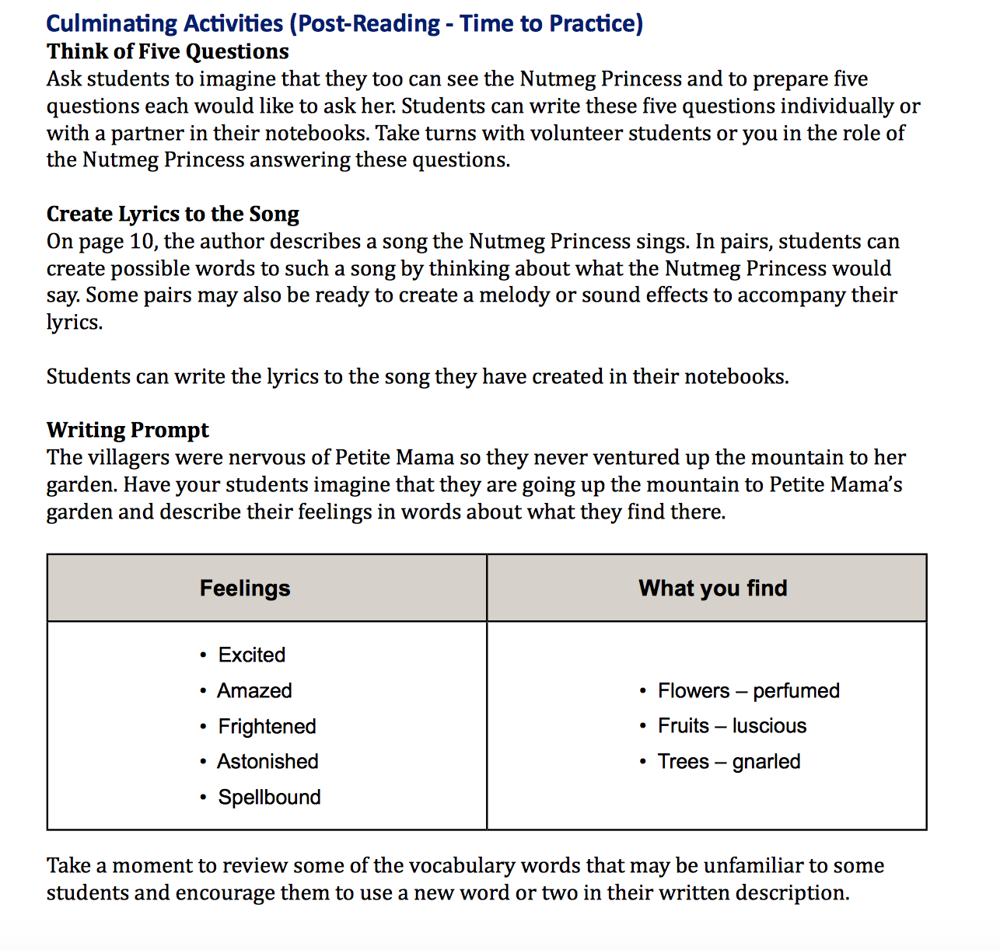 Culminating Activities (Post-Reading - Time to Practice)
Think of Five Questions
Ask students to imagine that they too can see the Nutmeg Princess and to prepare five
questions each would like to ask her. Students can write these five questions individually or
with a partner in their notebooks. Take turns with volunteer students or you in the role of
the Nutmeg Princess answering these questions.
Create Lyrics to the Song
On page 10, the author describes a song the Nutmeg Princess sings. In pairs, students can
create possible words to such a song by thinking about what the Nutmeg Princess would
say. Some pairs may also be ready to create a melody or sound effects to accompany their
lyrics.
Students can write the lyrics to the song they have created in their notebooks.
Writing Prompt
The villagers were nervous of Petite Mama so they never ventured up the mountain to her
garden. Have your students imagine that they are going up the mountain to Petite Mama’s
garden and describe their feelings in words about what they find there.
Feelings
• Excited
• Amazed
• Frightened
• Astonished
• Spellbound
What you find
• Flowers – perfumed
• Fruits – luscious
• Trees – gnarled
Take a moment to review some of the vocabulary words that may be unfamiliar to some
students and encourage them to use a new word or two in their written description.